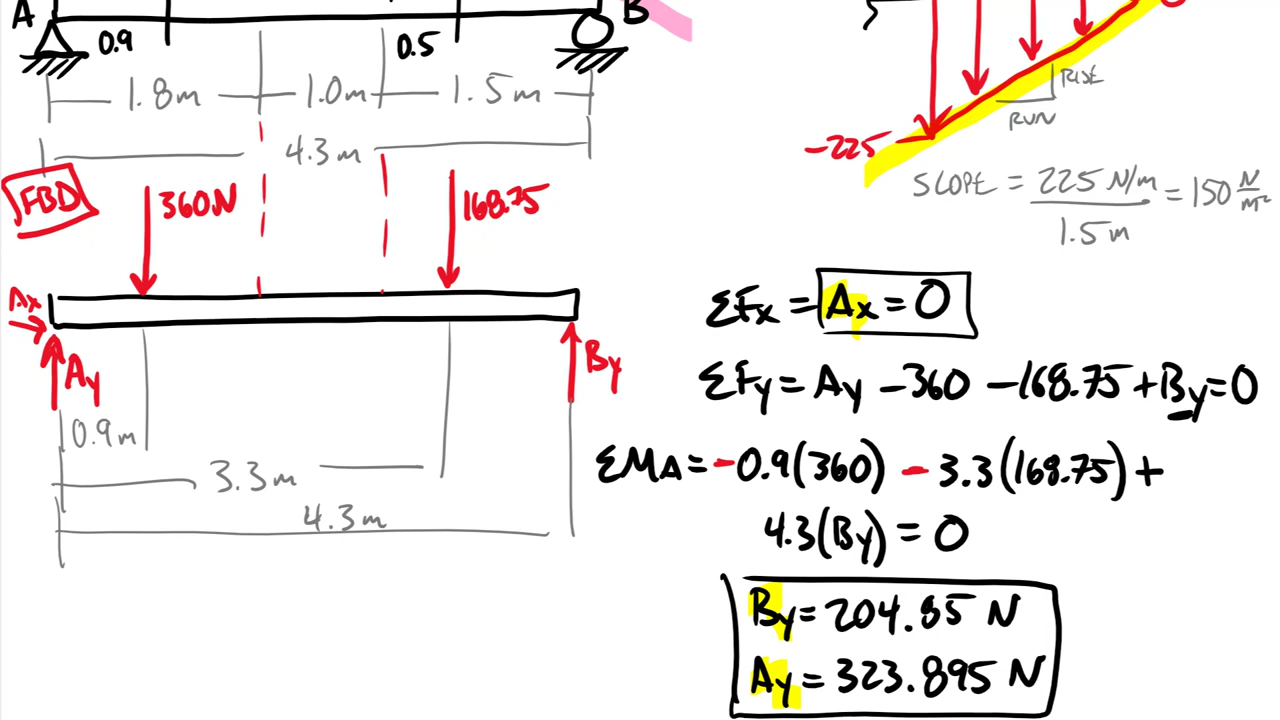 A B
0.9 0.5
1.8m 1.0m 1.5m
4.3m
FBD
360N 168.75
Ax
Ay By
0.9m
3.3m
4.3m
RISE
RUN
-225
SLOPE = 225 N/m / 1.5m = 150 N/m²
ΣFx = Ax = 0
ΣFy = Ay - 360 - 168.75 + By = 0
ΣMA = -0.9(360) - 3.3(168.75) +
4.3(By) = 0
By = 204.85 N
Ay = 323.895 N